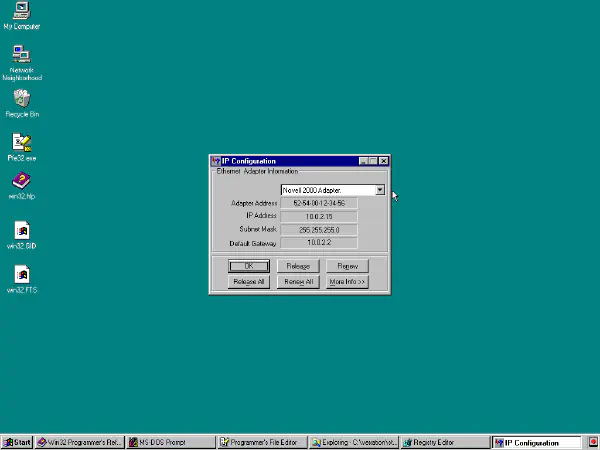 My Computer
Network
Neighborhood
Recycle Bin
Pfe32.exe
win32.hlp
win32.GID
win32.FTS
IP Configuration
Ethernet Adapter Information
Novell 2000 Adapter.
Adapter Address 52-54-00-12-34-56
IP Address 10.0.2.15
Subnet Mask 255.255.255.0
Default Gateway 10.0.2.2
OK Release Renew
Release All Renew All More Info >>
Start Win32 Programmer's Ref... MS-DOS Prompt Programmer's File Editor Exploring - C:\vexation\vi... Registry Editor IP Configuration